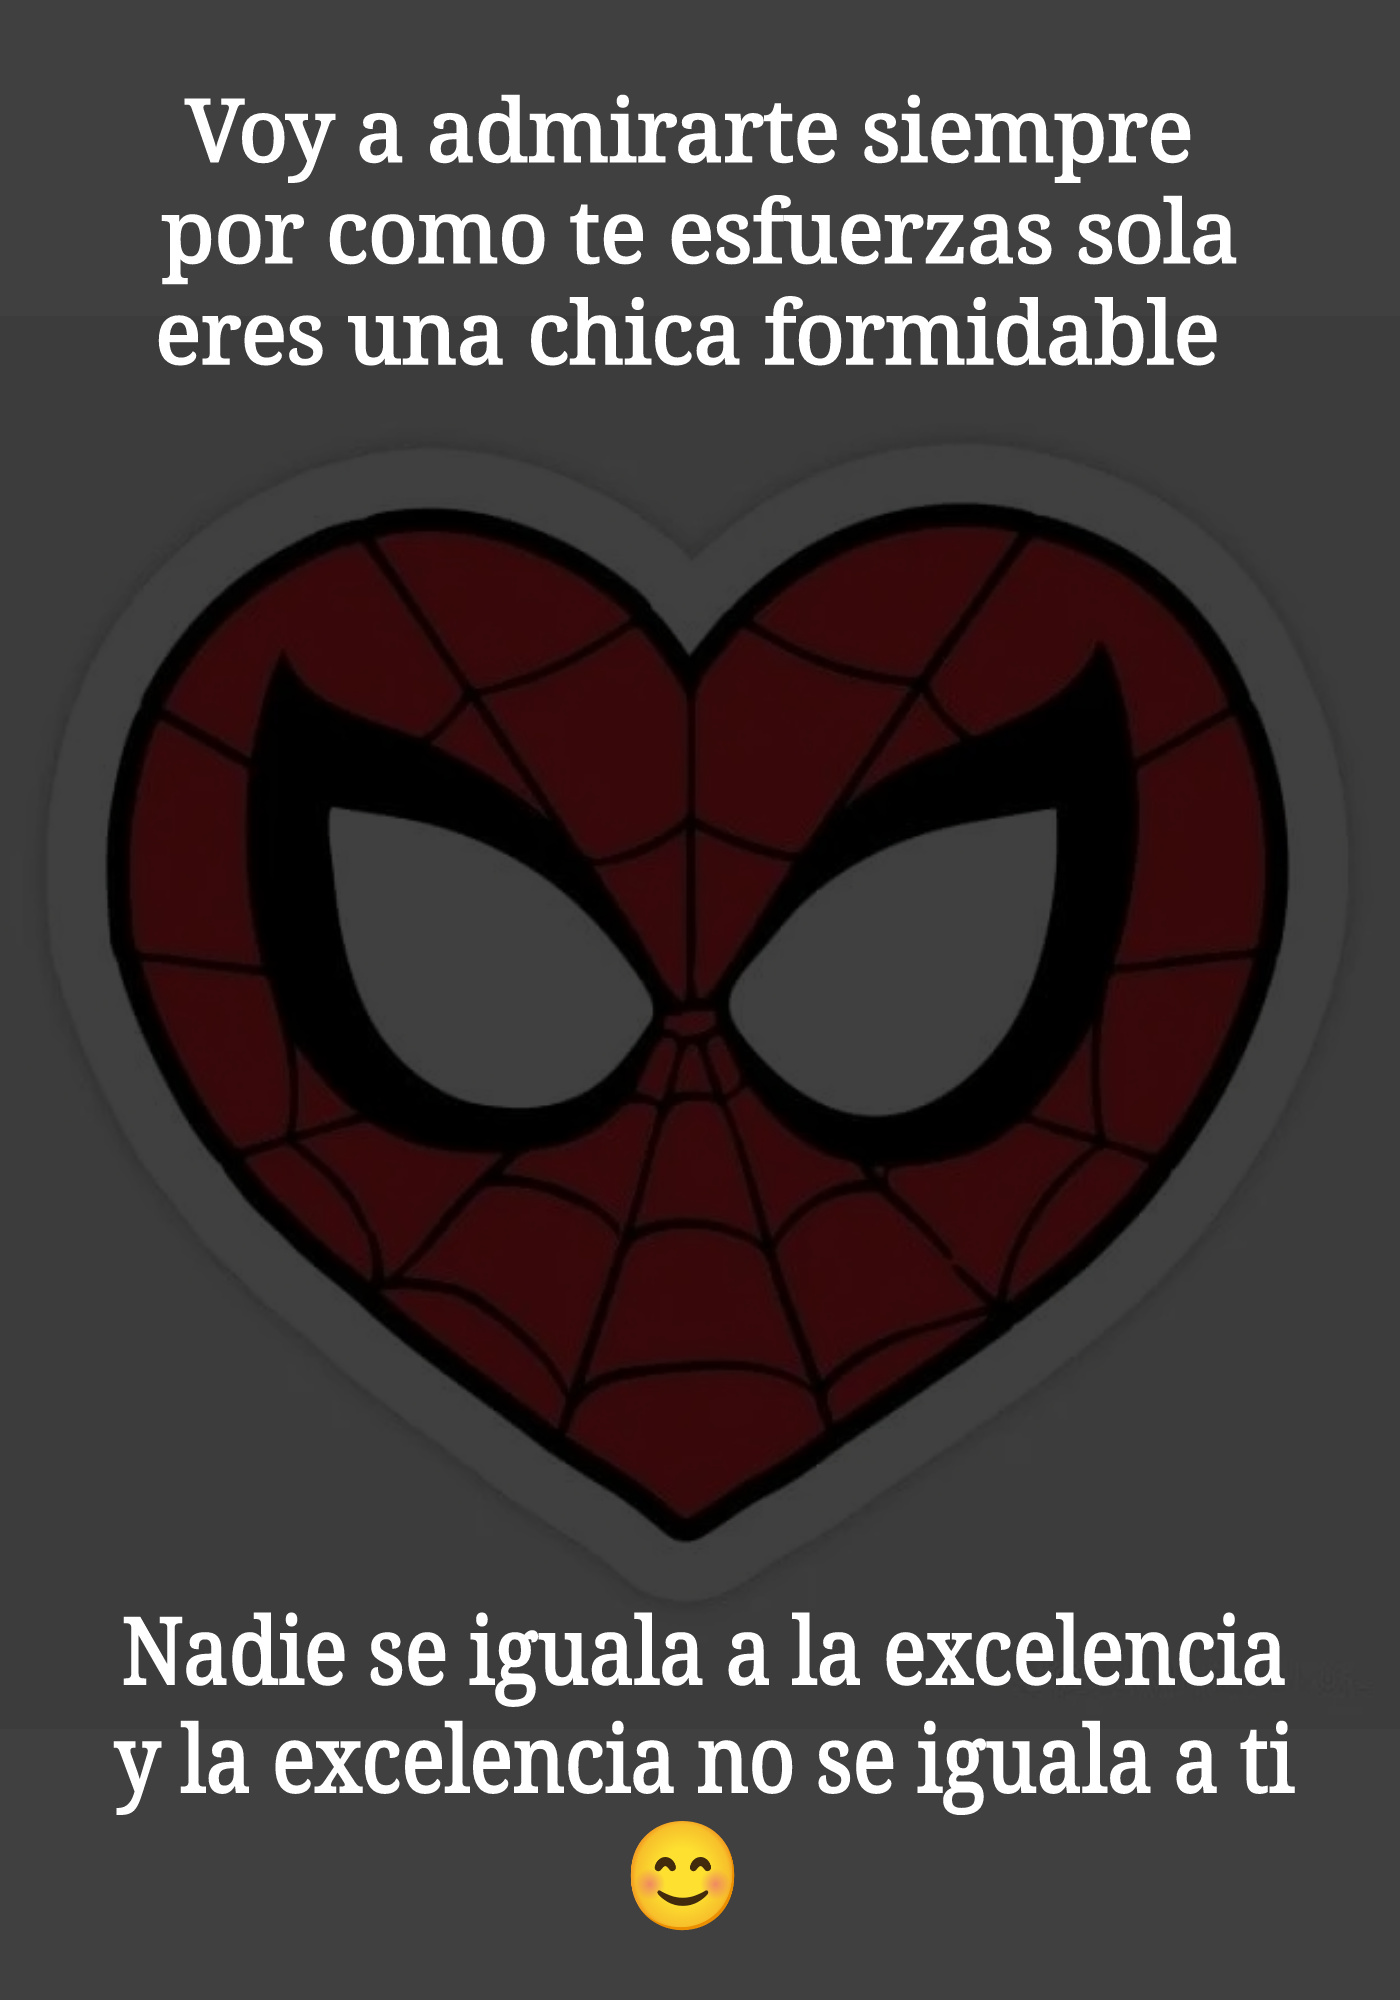 Voy a admirarte siempre
por como te esfuerzas sola
eres una chica formidable
Nadie se iguala a la excelencia
y la excelencia no se iguala a ti
😊